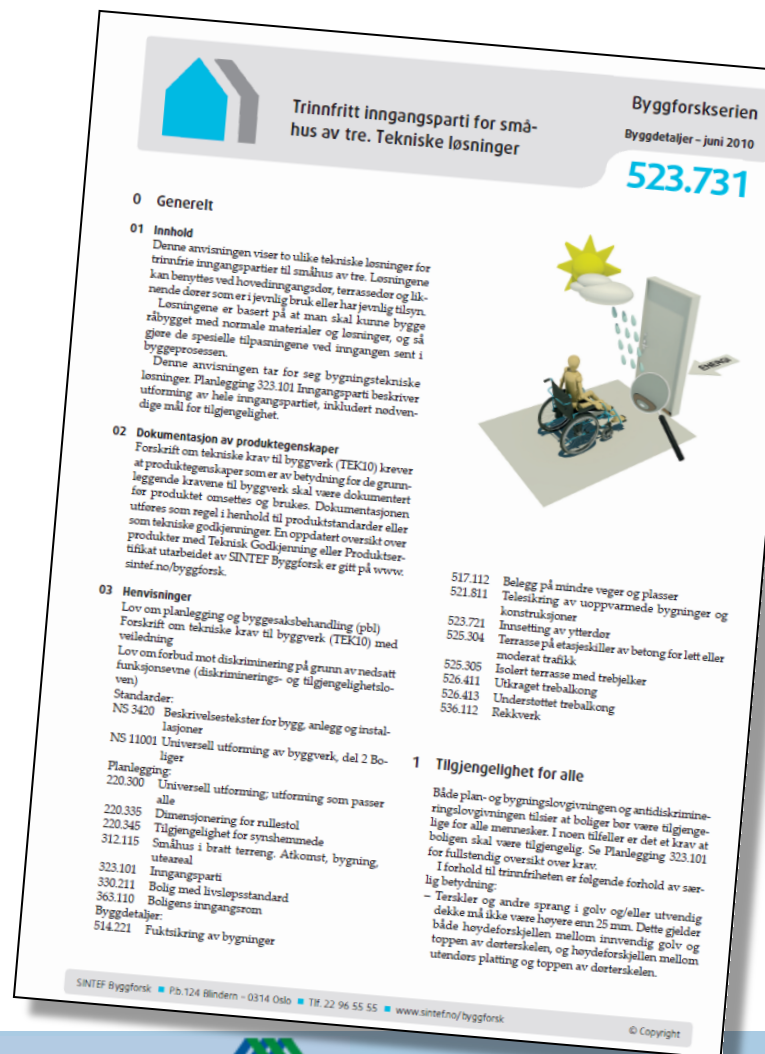 Trinnfritt inngangsparti for små-
hus av tre. Tekniske løsninger
Byggforskserien
Byggdetaljer – juni 2010
523.731
0 Generelt
01 Innhold
Denne anvisningen viser to ulike tekniske løsninger for
trinnfrie inngangspartier til småhus av tre. Løsningene
kan benyttes ved hovedinngangsdør, terrassedør og lik-
nende dører som er i jevnlig bruk eller har jevnlig tilsyn.
Løsningene er basert på at man skal kunne bygge
råbygget med normale materialer og løsninger, og så
gjøre de spesielle tilpasningene ved inngangen sent i
byggeprosessen.
Denne anvisningen tar for seg bygningstekniske
løsninger. Planlegging 323.101 Inngangsparti beskriver
utforming av hele inngangspartiet, inkludert nødven-
dige mål for tilgjengelighet.
02 Dokumentasjon av produktegenskaper
Forskrift om tekniske krav til byggverk (TEK10) krever
at produktegenskaper som er av betydning for de grunn-
leggende kravene til byggverk skal være dokumentert
før produktet omsettes og brukes. Dokumentasjonen
utføres som regel i henhold til produktstandarder eller
som tekniske godkjenninger. En oppdatert oversikt over
produkter med Teknisk Godkjenning eller Produktser-
tifikat utarbeidet av SINTEF Byggforsk er gitt på www.
sintef.no/byggforsk.
03 Henvisninger
Lov om planlegging og byggesaksbehandling (pbl)
Forskrift om tekniske krav til byggverk (TEK10) med
veiledning
Lov om forbud mot diskriminering på grunn av nedsatt
funksjonsevne (diskriminerings- og tilgjengelighetslo-
ven)
Standarder:
NS 3420 Beskrivelsestekster for bygg, anlegg og instal-
lasjoner
NS 11001 Universell utforming av byggverk, del 2 Bo-
liger
Planlegging:
220.300 Universell utforming; utforming som passer
alle
220.335 Dimensjonering for rullestol
220.345 Tilgjengelighet for synshemmede
312.115 Småhus i bratt terreng. Atkomst, bygning,
uteareal
323.101 Inngangsparti
330.211 Bolig med livsløpsstandard
363.110 Boligens inngangsrom
Byggdetaljer:
514.221 Fuktsikring av bygninger
ENERGI
517.112 Belegg på mindre veger og plasser
521.811 Telesikring av uoppvarmede bygninger og
konstruksjoner
523.721 Innsetting av ytterdør
525.304 Terrasse på etasjeskiller av betong for lett eller
moderat trafikk
525.305 Isolert terrasse med trebjelker
526.411 Utkraget trebalkong
526.413 Understøttet trebalkong
536.112 Rekkverk
1 Tilgjengelighet for alle
Både plan- og bygningslovgivningen og antidiskrimine-
ringslovgivningen tilsier at boliger bør være tilgjenge-
lige for alle mennesker. I noen tilfeller er det et krav at
boligen skal være tilgjengelig. Se Planlegging 323.101
for fullstendig oversikt over krav.
I forhold til trinnfriheten er følgende forhold av sær-
lig betydning:
– Terskler og andre sprang i golv og/eller utvendig
dekke må ikke være høyere enn 25 mm. Dette gjelder
både høydeforskjellen mellom innvendig golv og
toppen av dørterskelen, og høydeforskjellen mellom
utendørs platting og toppen av dørterskelen.
SINTEF Byggforsk ■ P.b.124 Blindern – 0314 Oslo ■ Tlf. 22 96 55 55 ■ www.sintef.no/byggforsk
© Copyright